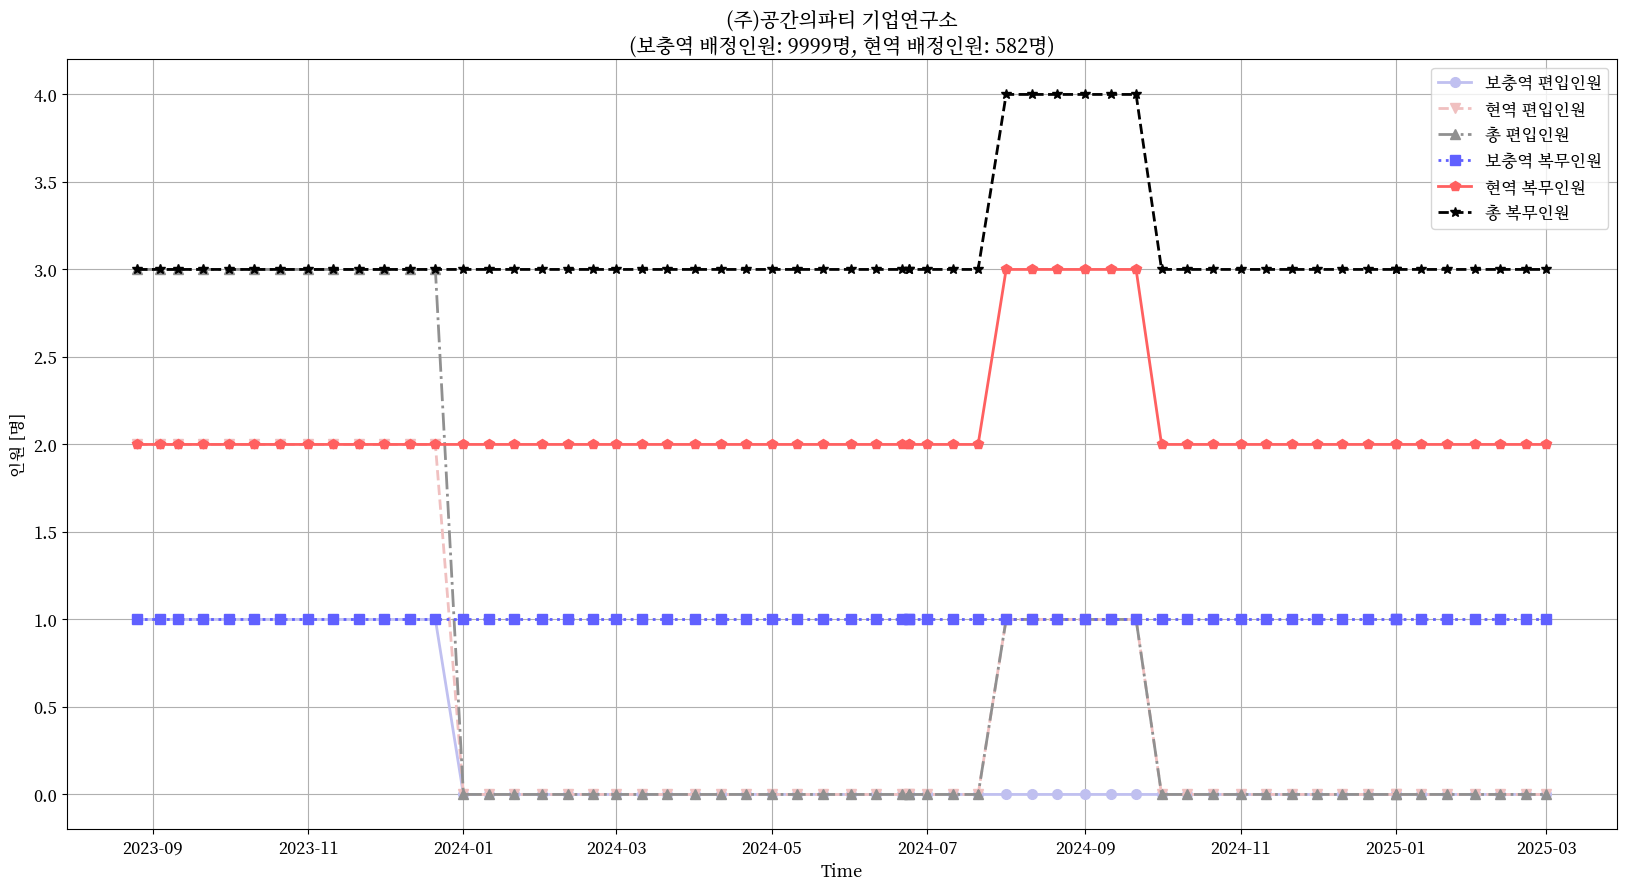 (주)공간의파티 기업연구소
(보충역 배정인원: 9999명, 현역 배정인원: 582명)
보충역 편입인원
현역 편입인원
총 편입인원
보충역 복무인원
현역 복무인원
총 복무인원
인원 [명]
4.0
3.5
3.0
2.5
2.0
1.5
1.0
0.5
0.0
2023-09
2023-11
2024-01
2024-03
2024-05
2024-07
2024-09
2024-11
2025-01
2025-03
Time